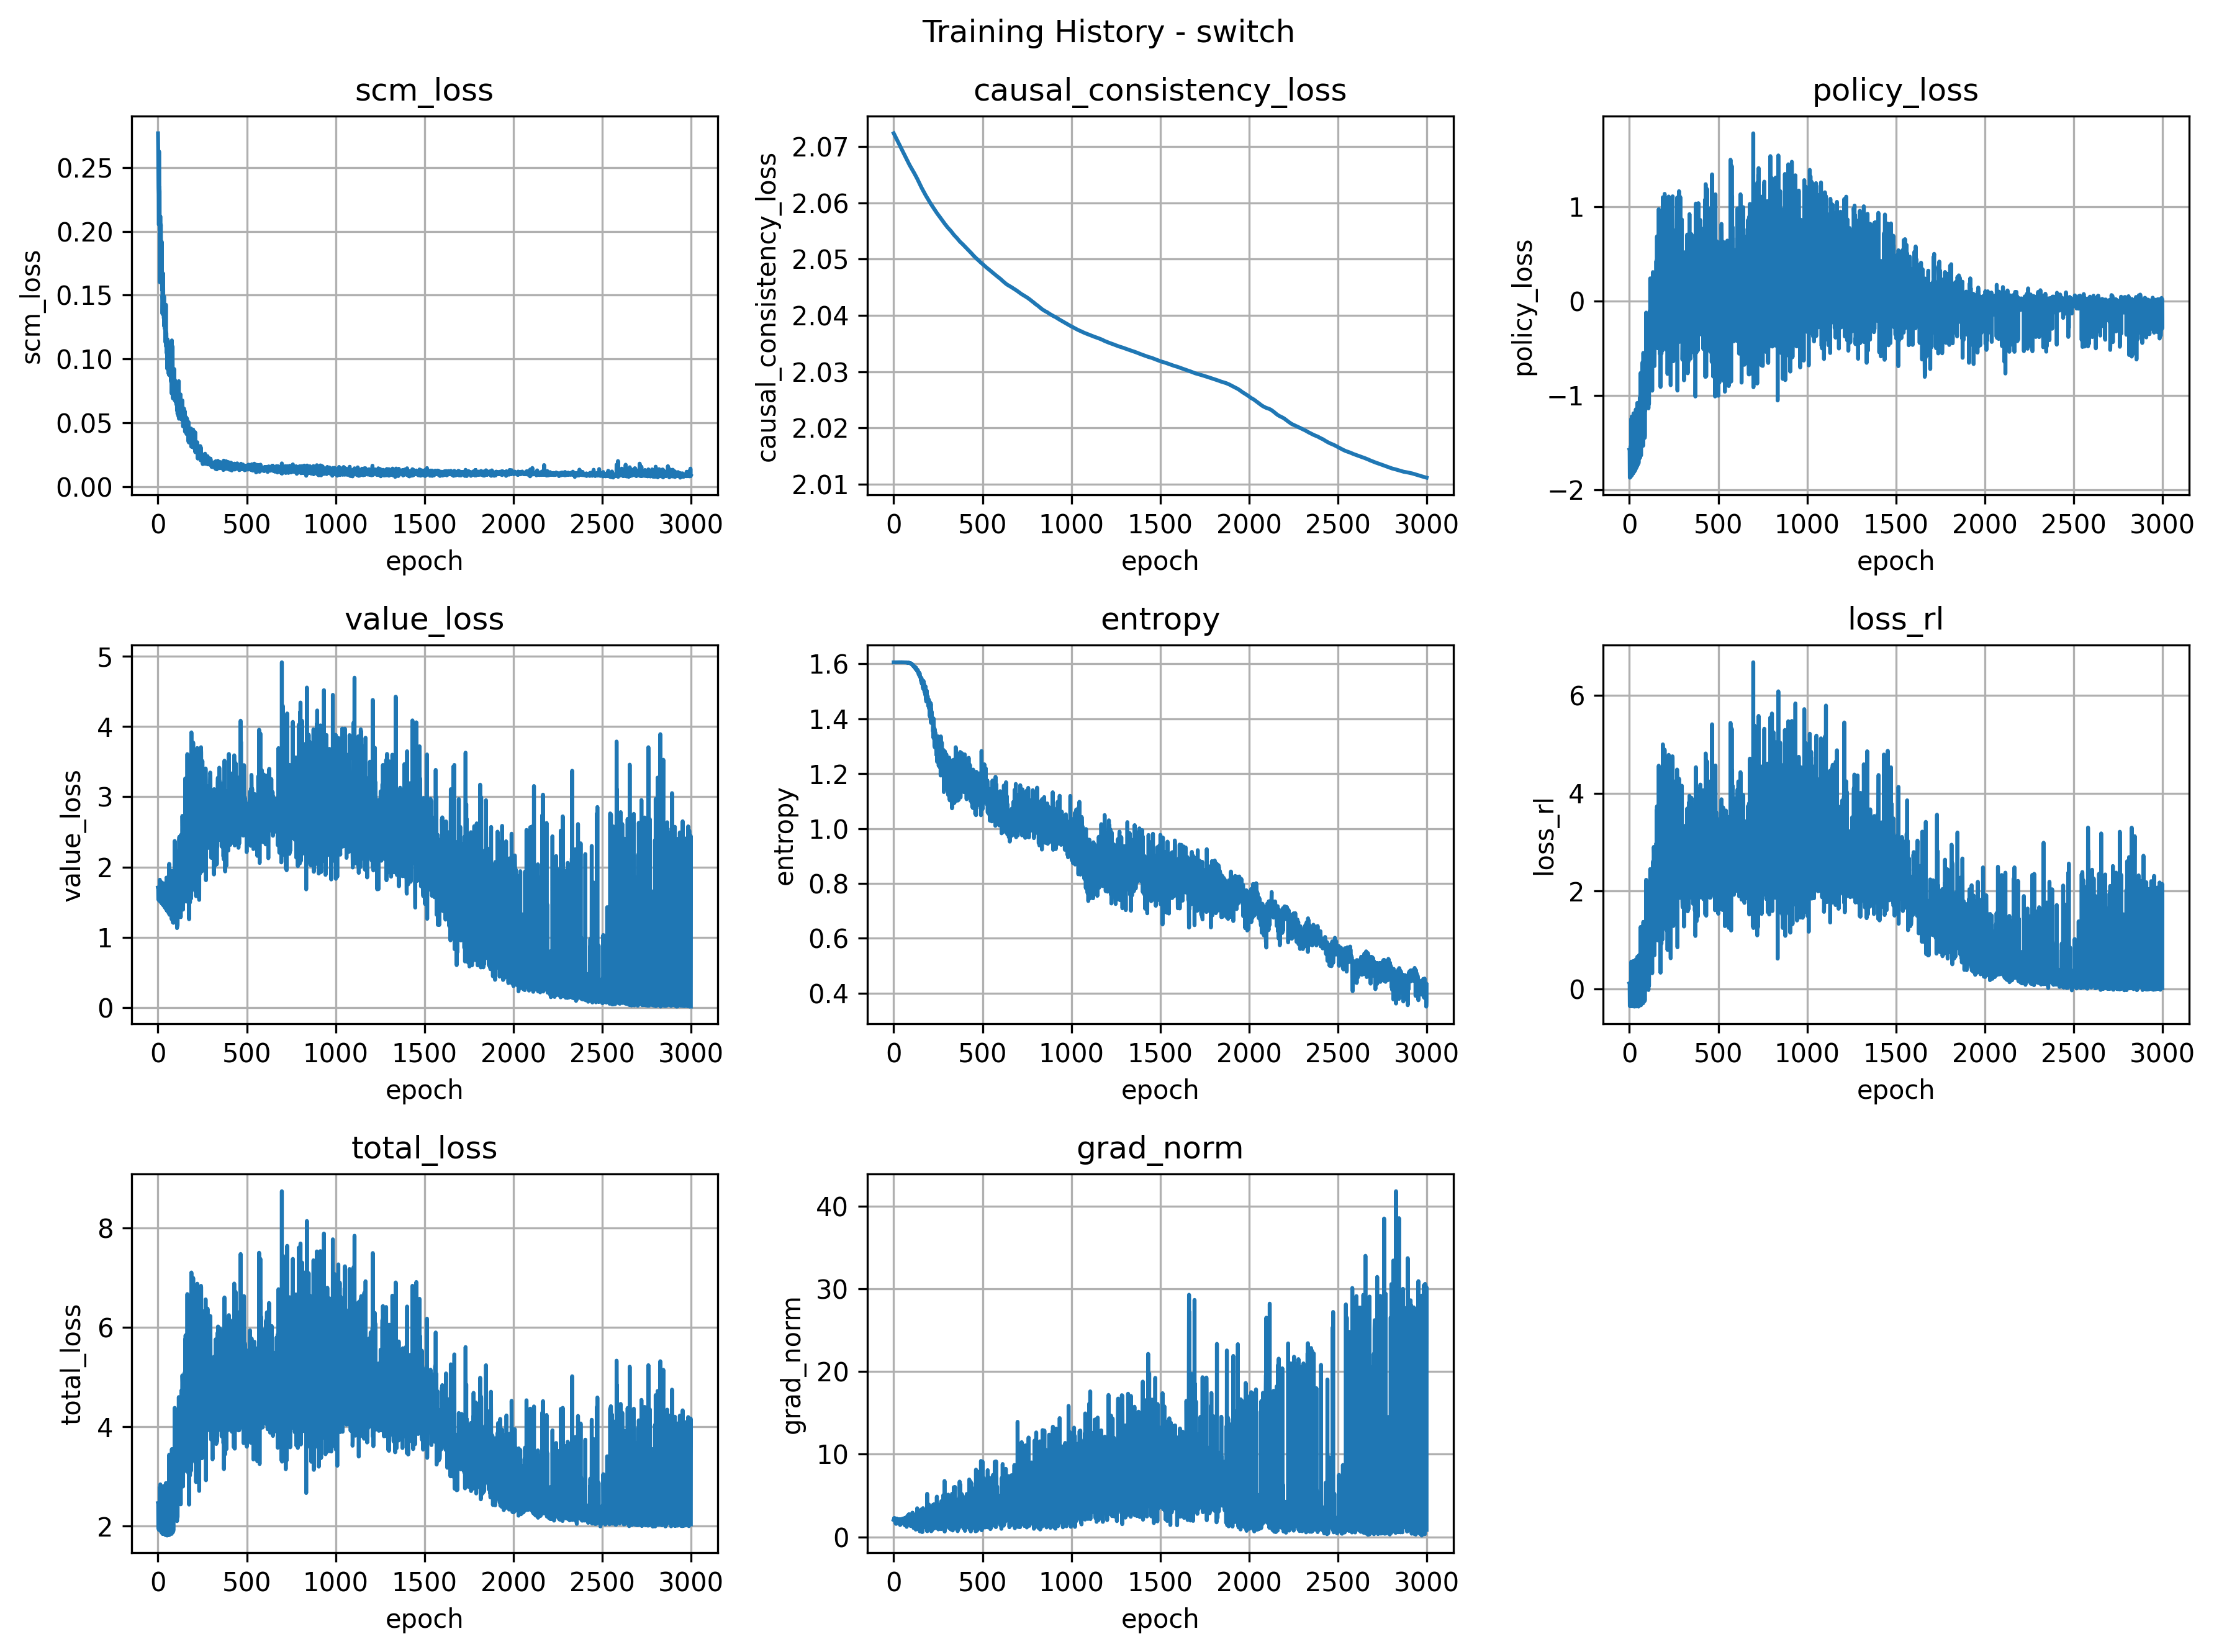 Training History - switch
scm_loss
causal_consistency_loss
policy_loss
scm_loss
0.25
0.20
0.15
0.10
0.05
0.00
0 500 1000 1500 2000 2500 3000
epoch
causal_consistency_loss
2.07
2.06
2.05
2.04
2.03
2.02
2.01
0 500 1000 1500 2000 2500 3000
epoch
policy_loss
1
0
−1
−2
0 500 1000 1500 2000 2500 3000
epoch
value_loss
entropy
loss_rl
value_loss
5
4
3
2
1
0
0 500 1000 1500 2000 2500 3000
epoch
entropy
1.6
1.4
1.2
1.0
0.8
0.6
0.4
0 500 1000 1500 2000 2500 3000
epoch
loss_rl
6
4
2
0
0 500 1000 1500 2000 2500 3000
epoch
total_loss
grad_norm
total_loss
8
6
4
2
0 500 1000 1500 2000 2500 3000
epoch
grad_norm
40
30
20
10
0
0 500 1000 1500 2000 2500 3000
epoch